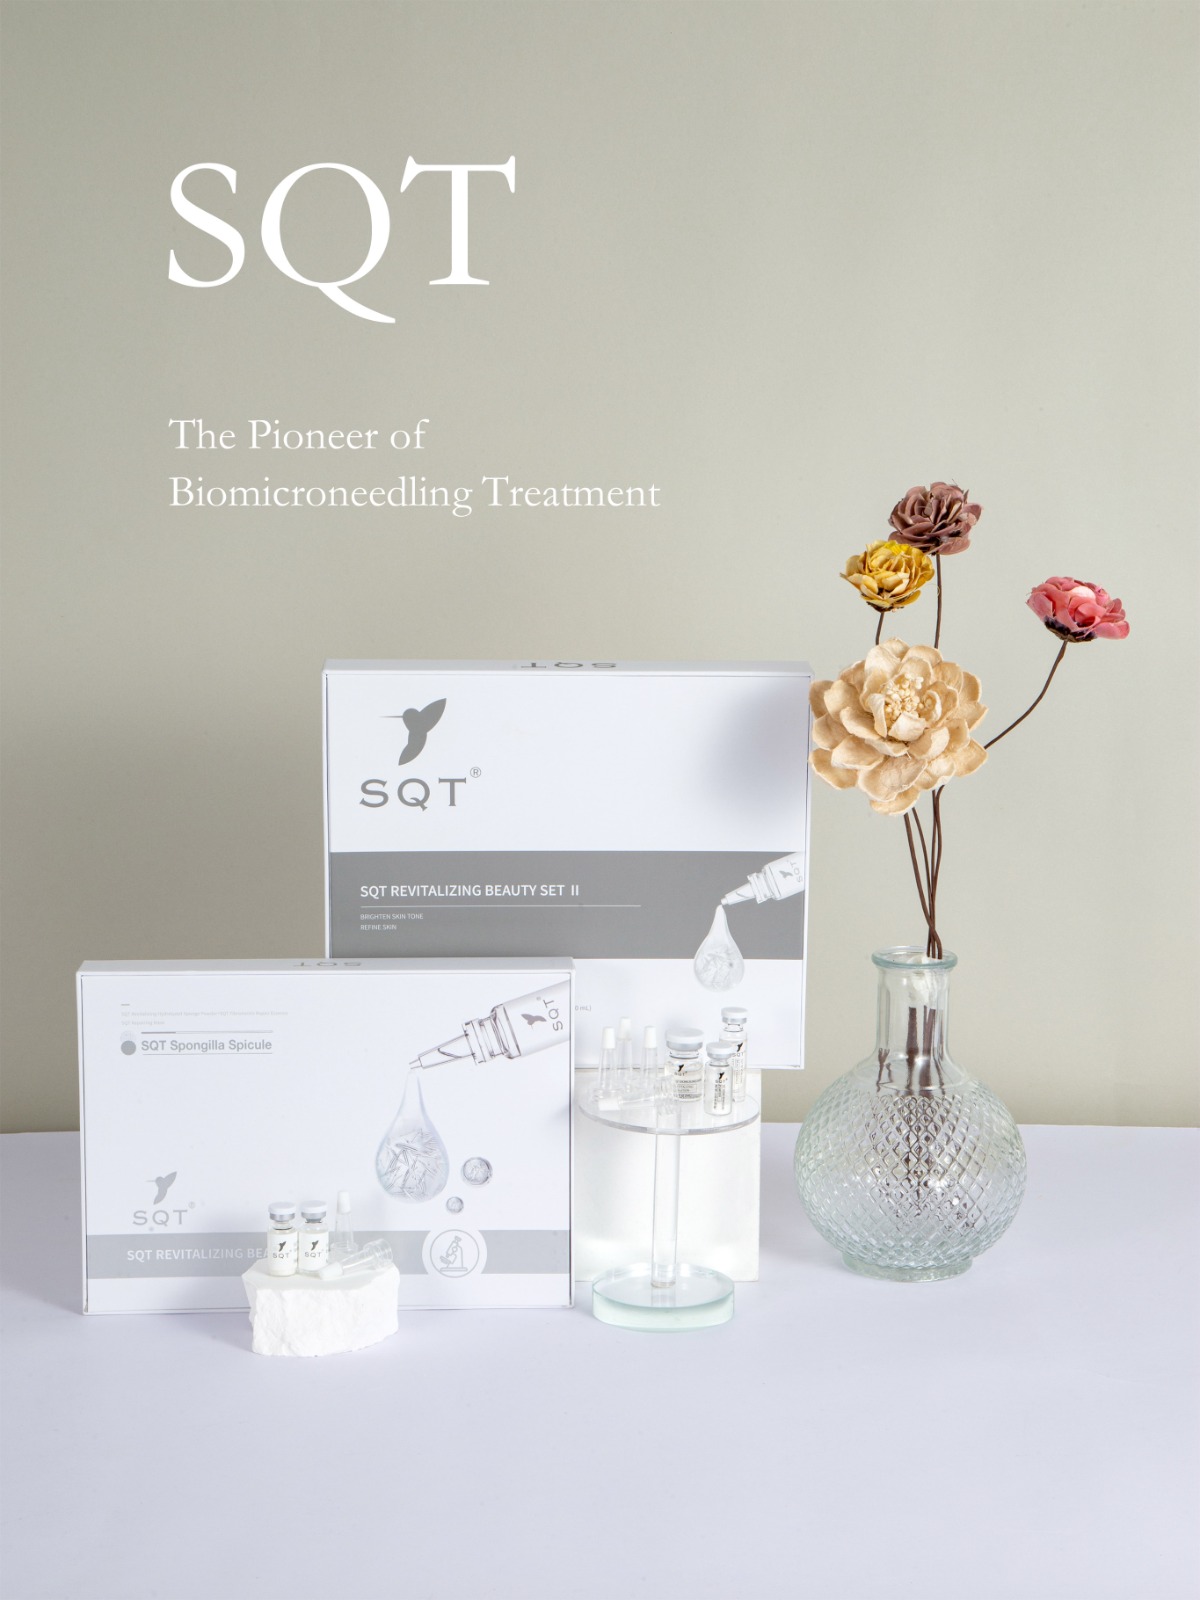 SQT
The Pioneer of
Biomicroneedling Treatment
SQT
SQT®
SQT REVITALIZING BEAUTY SET II
BRIGHTEN SKIN TONE
REFINE SKIN
SQT
SQT
SQT Spongilla Spicule
SQT®
SQT REVITALIZING BEA
SQT
SQT